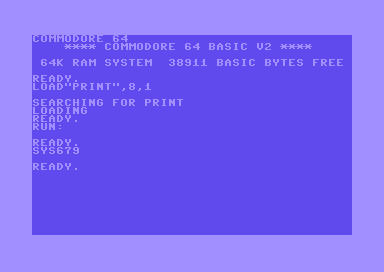 COMMODORE 64
**** COMMODORE 64 BASIC V2 ****
64K RAM SYSTEM  38911 BASIC BYTES FREE
READY.
LOAD"PRINT",8,1
SEARCHING FOR PRINT
LOADING
READY.
RUN:
READY.
SYS679
READY.